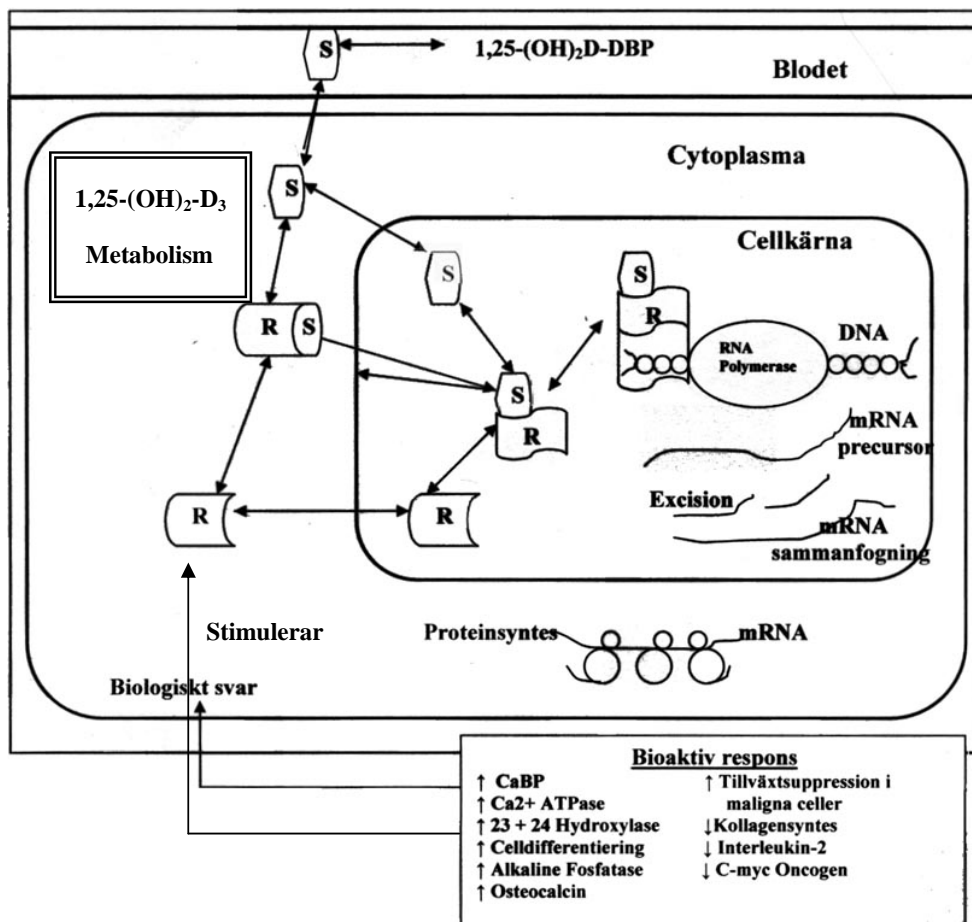 S
1,25-(OH)₂D-DBP
Blodet
Cytoplasma
1,25-(OH)₂-D₃
Metabolism
S
Cellkärna
S
S
R
R S
RNA
Polymerase
DNA
S
R
mRNA
precursor
Excision
R
R
mRNA
sammanfogning
Stimulerar
Proteinsyntes
mRNA
Biologiskt svar
Bioaktiv respons
↑ CaBP
↑ Ca2+ ATPase
↑ 23 + 24 Hydroxylase
↑ Celldifferentiering
↑ Alkaline Fosfatase
↑ Osteocalcin
↑ Tillväxtsuppression i
maligna celler
↓Kollagensyntes
↓ Interleukin-2
↓ C-myc Oncogen